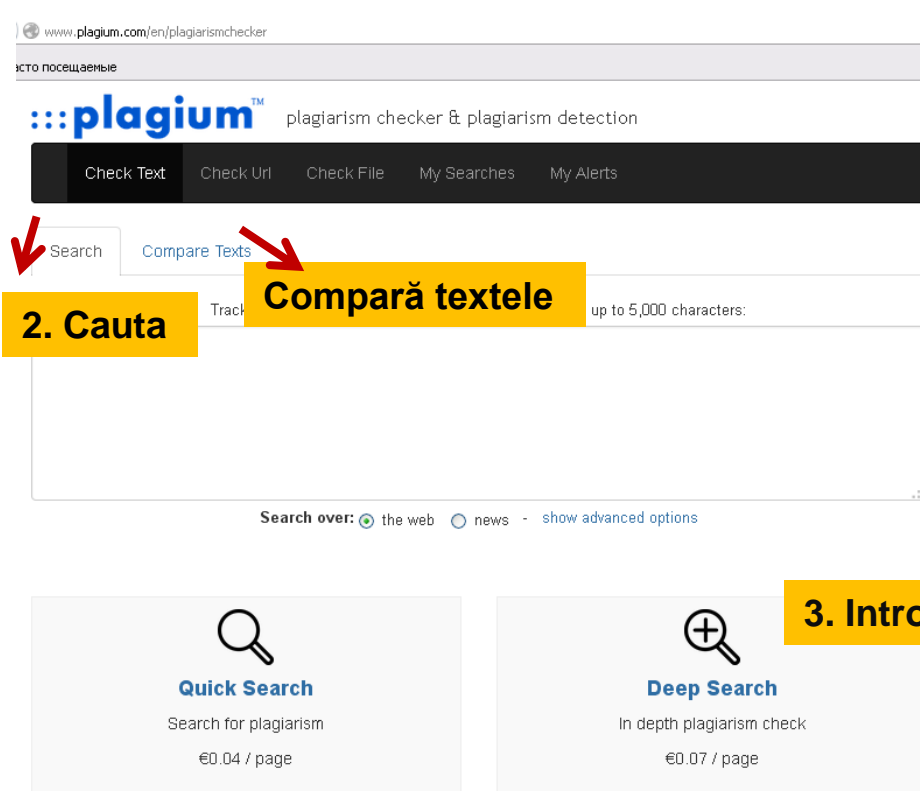 www.plagium.com/en/plagiarismchecker
асто посещаемые
:::plagium™ plagiarism checker & plagiarism detection
Check Text Check Url Check File My Searches My Alerts
Search Compare Texts
Compară textele
2. Cauta
Track up to 5,000 characters:
Search over: the web news - show advanced options
3. Intro
Quick Search Deep Search
Search for plagiarism In depth plagiarism check
€0.04 / page €0.07 / page